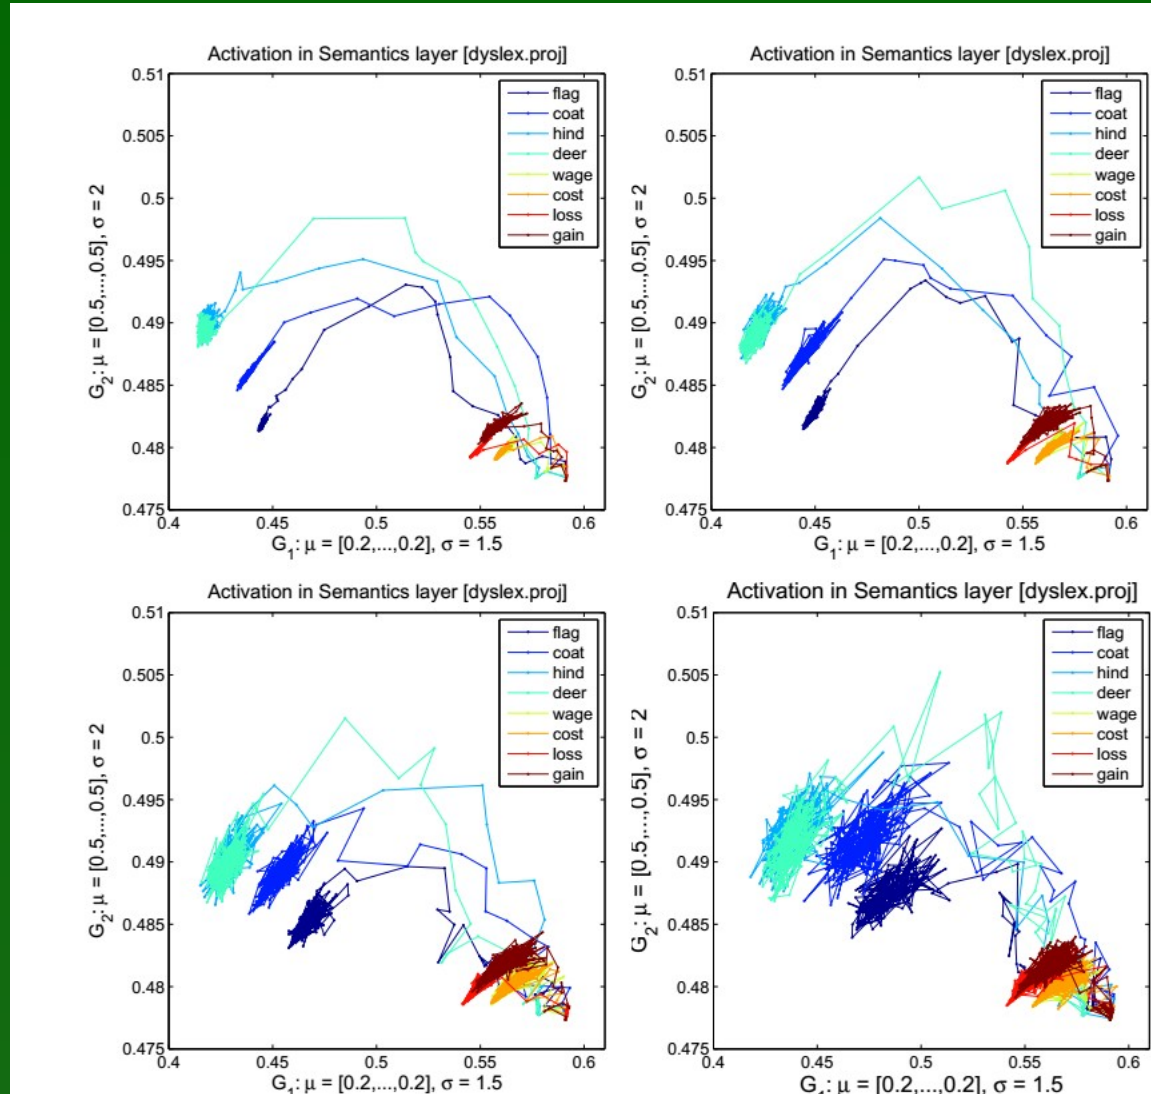 Activation in Semantics layer [dyslex.proj]
G2: μ = [0.5,...,0.5], σ = 2
0.51
0.505
0.5
0.495
0.49
0.485
0.48
0.475
flag
coat
hind
deer
wage
cost
loss
gain
0.4
0.45
0.5
0.55
0.6
G1: μ = [0.2,...,0.2], σ = 1.5
Activation in Semantics layer [dyslex.proj]
G2: μ = [0.5,...,0.5], σ = 2
0.51
0.505
0.5
0.495
0.49
0.485
0.48
0.475
flag
coat
hind
deer
wage
cost
loss
gain
0.4
0.45
0.5
0.55
0.6
G1: μ = [0.2,...,0.2], σ = 1.5
Activation in Semantics layer [dyslex.proj]
G2: μ = [0.5,...,0.5], σ = 2
0.51
0.505
0.5
0.495
0.49
0.485
0.48
0.475
flag
coat
hind
deer
wage
cost
loss
gain
0.4
0.45
0.5
0.55
0.6
G1: μ = [0.2,...,0.2], σ = 1.5
Activation in Semantics layer [dyslex.proj]
G2: μ = [0.5,...,0.5], σ = 2
0.51
0.505
0.5
0.495
0.49
0.485
0.48
0.475
flag
coat
hind
deer
wage
cost
loss
gain
0.4
0.45
0.5
0.55
0.6
G1: μ = [0.2,...,0.2], σ = 1.5